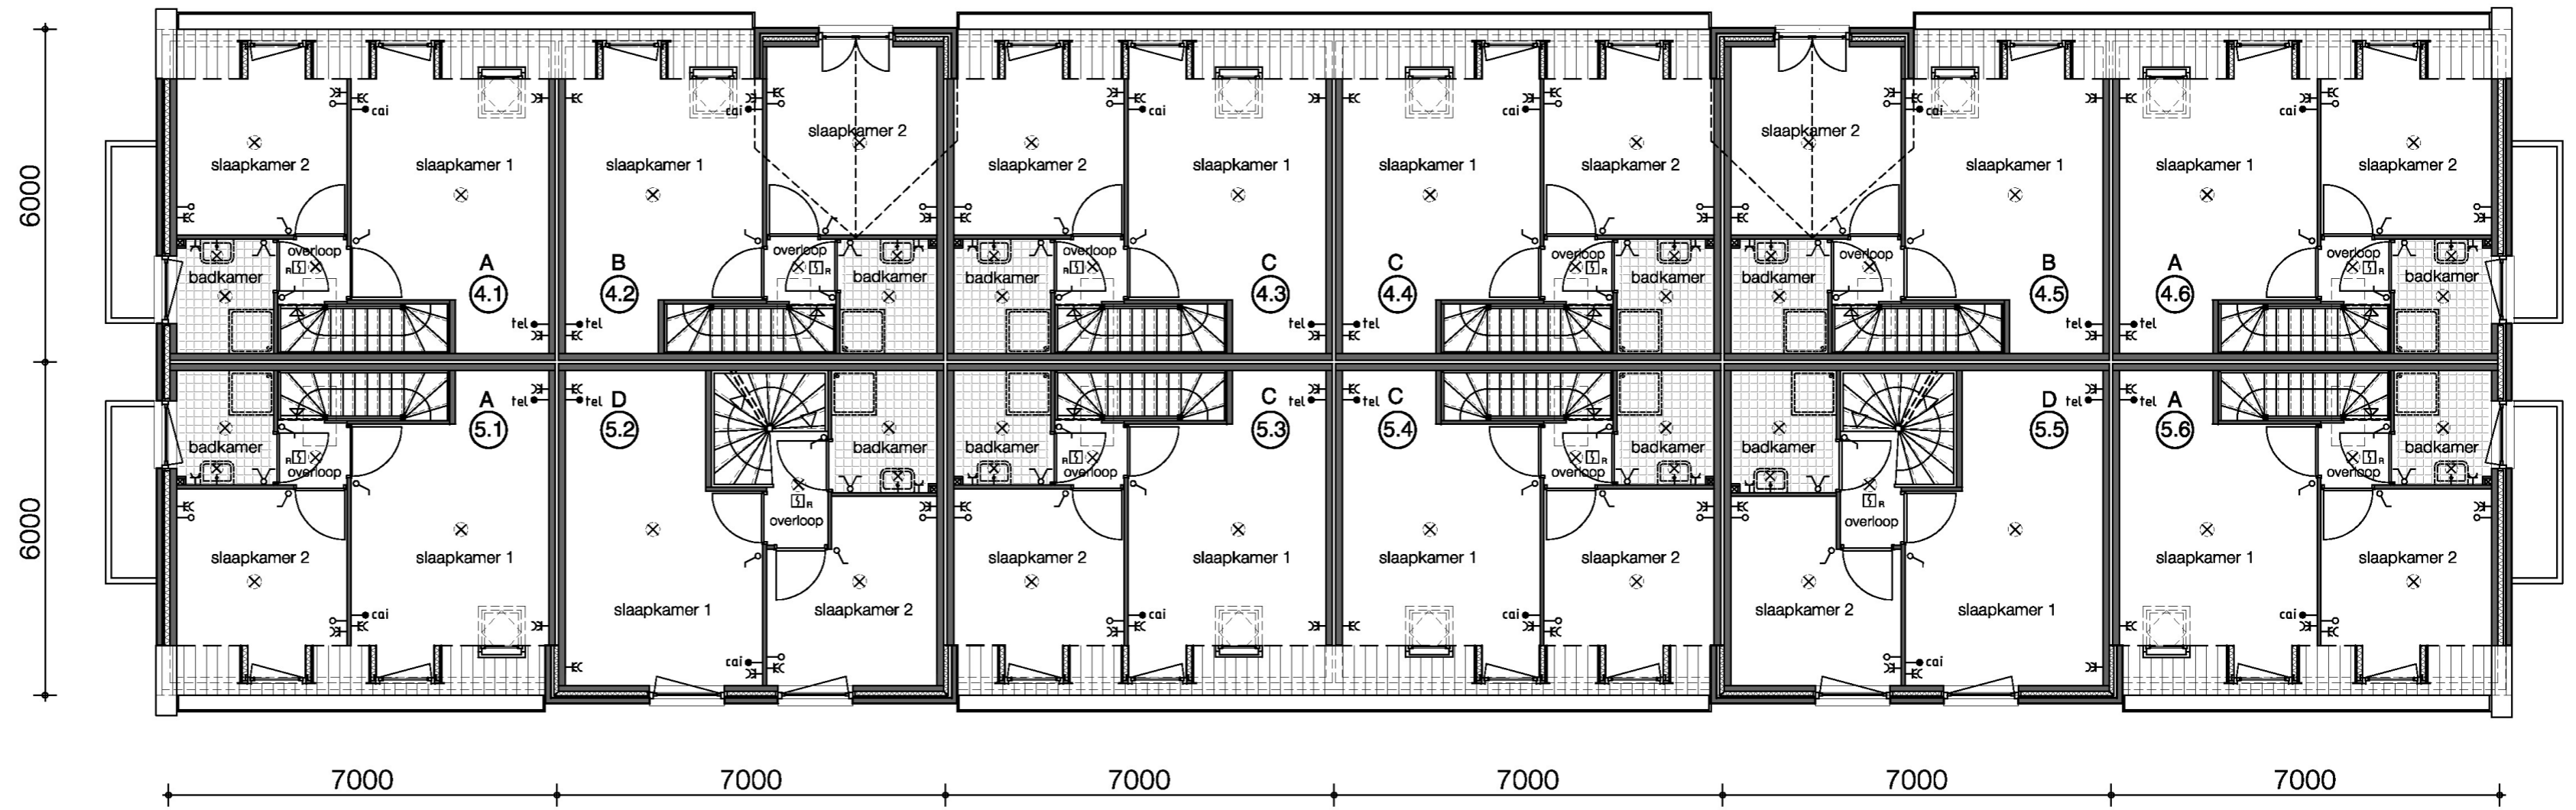 cai cai cai cai cai cai
slaapkamer 2 slaapkamer 2
slaapkamer 2 slaapkamer 1 slaapkamer 1 slaapkamer 2 slaapkamer 1 slaapkamer 1 slaapkamer 2 slaapkamer 1 slaapkamer 1 slaapkamer 2
6000
overloop overloop overloop overloop overloop overloop
R R R R R
badkamer badkamer badkamer badkamer badkamer badkamer
A B C C B A
4.1 4.2 4.3 4.4 4.5 4.6
tel tel tel tel tel tel
tel tel tel tel tel tel
A D C C D A
5.1 5.2 5.3 5.4 5.5 5.6
badkamer badkamer badkamer badkamer badkamer badkamer
R R R R
overloop overloop overloop overloop
R R
overloop overloop
6000
slaapkamer 2 slaapkamer 1 slaapkamer 2 slaapkamer 1 slaapkamer 1 slaapkamer 2 slaapkamer 1 slaapkamer 2
slaapkamer 1 slaapkamer 2 slaapkamer 2 slaapkamer 1
cai cai cai cai
cai cai
7000 7000 7000 7000 7000 7000